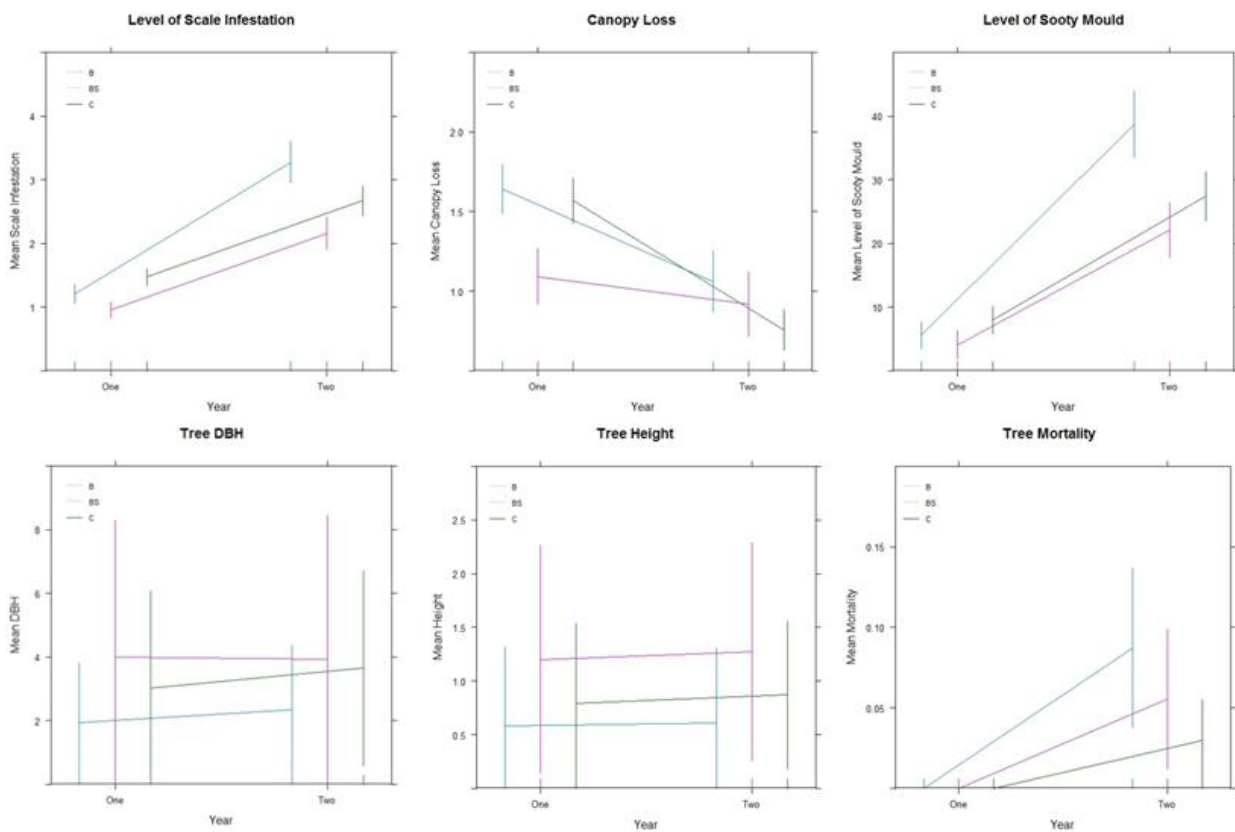 Level of Scale Infestation
B
BS
C
4
3
2
1
Mean Scale Infestation
One
Two
Year
Canopy Loss
B
BS
C
2.0
1.5
1.0
Mean Canopy Loss
One
Two
Year
Level of Sooty Mould
B
BS
C
40
30
20
10
Mean Level of Sooty Mould
One
Two
Year
Tree DBH
B
BS
C
8
6
4
2
Mean DBH
One
Two
Year
Tree Height
B
BS
C
2.5
2.0
1.5
1.0
0.5
Mean Height
One
Two
Year
Tree Mortality
B
BS
C
0.15
0.10
0.05
Mean Mortality
One
Two
Year